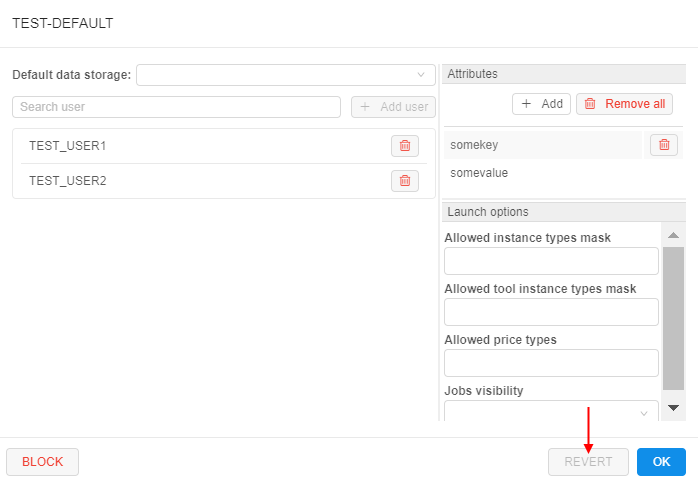 TEST-DEFAULT
Default data storage:
Search user
Add user
TEST_USER1
TEST_USER2
Attributes
Add
Remove all
somekey
somevalue
Launch options
Allowed instance types mask
Allowed tool instance types mask
Allowed price types
Jobs visibility
BLOCK
REVERT
OK